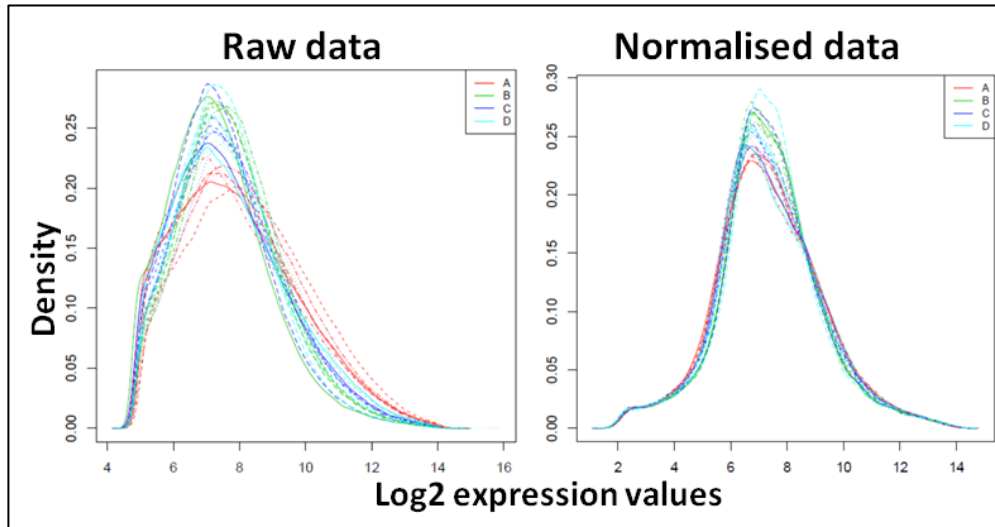 Raw data
Normalised data
Density
0.00 0.05 0.10 0.15 0.20 0.25
A
B
C
D
4 6 8 10 12 14 16
0.00 0.05 0.10 0.15 0.20 0.25 0.30
A
B
C
D
2 4 6 8 10 12 14
Log2 expression values